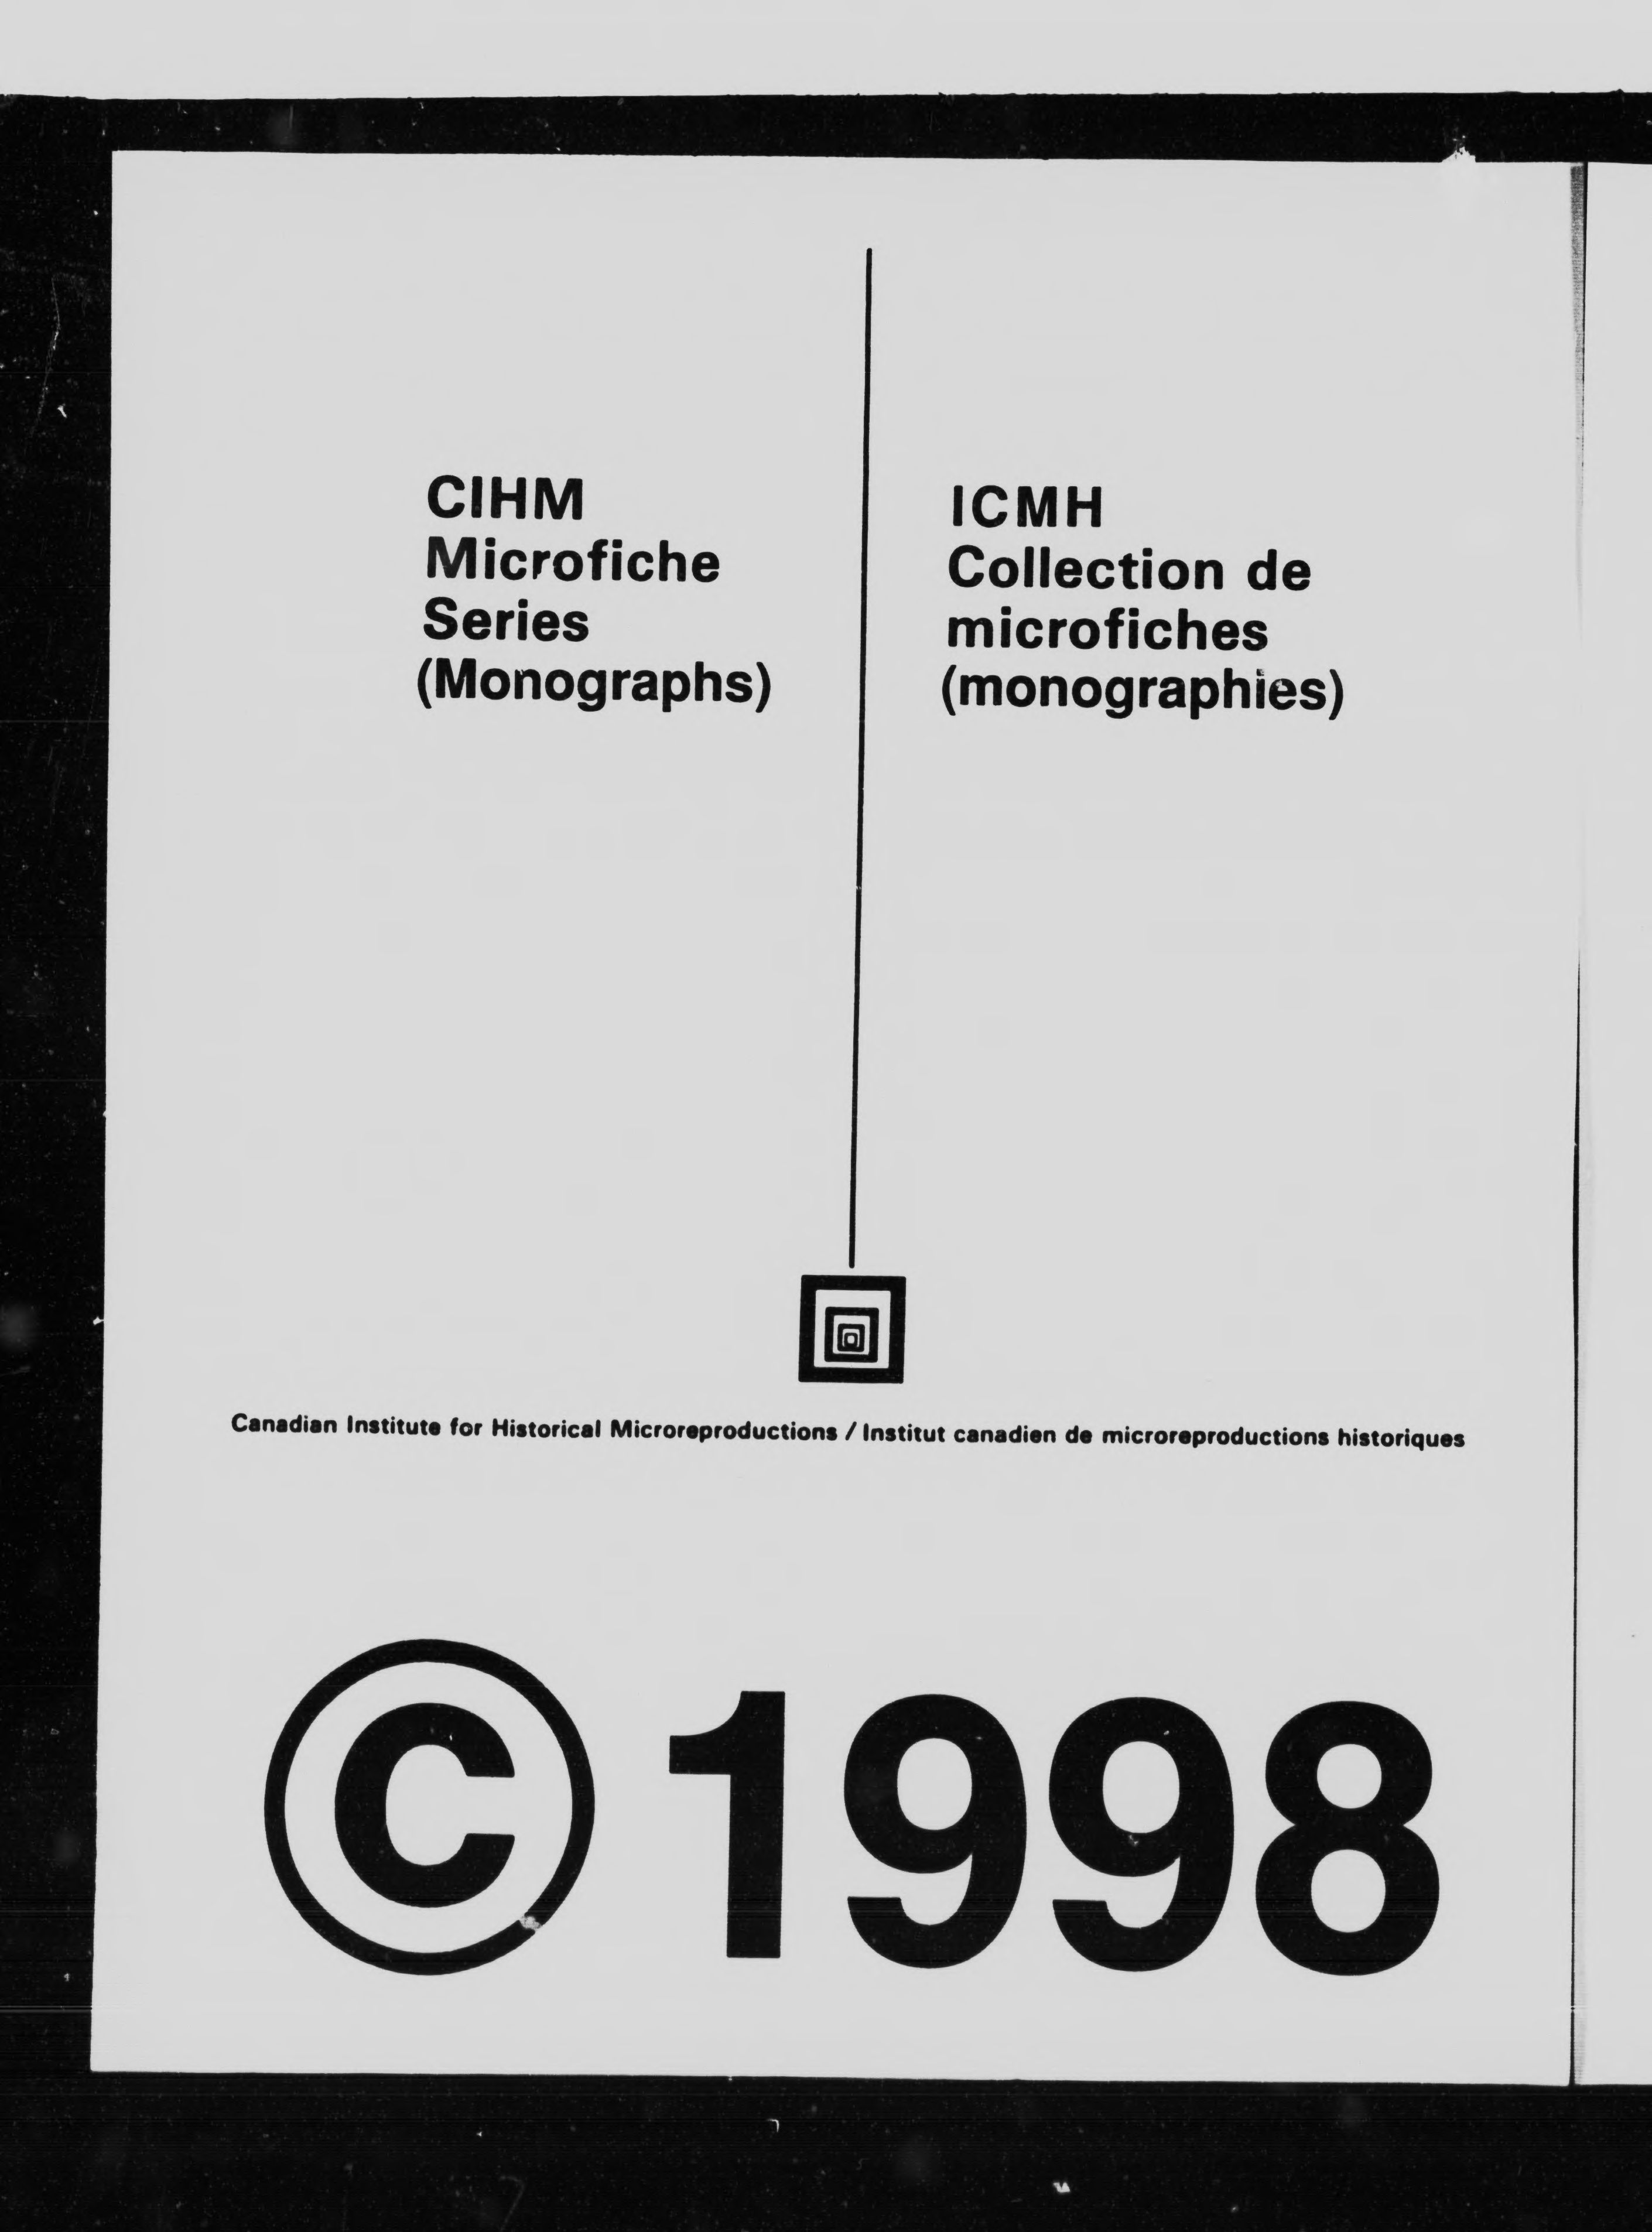 CIHM
Microfiche
Series
(Monographs)
ICMH
Collection de
microfiches
(monographies)
Canadian Institute for Historical Microreproductions / Institut canadien de microreproductions historiques
©1998